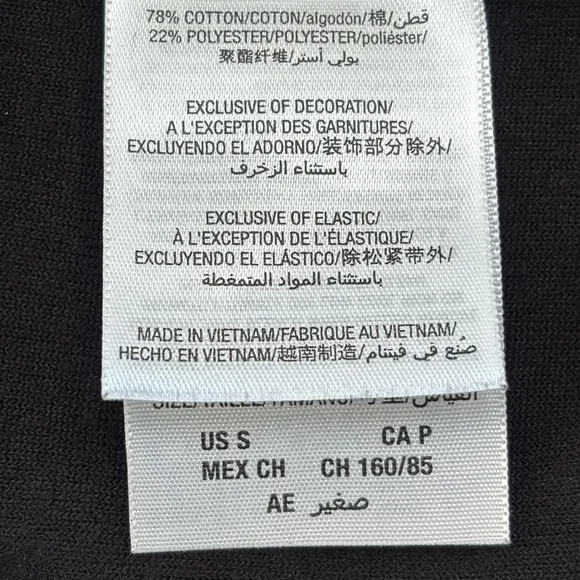 78% COTTON/COTON/algodón/棉/قطن/
22% POLYESTER/POLYESTER/poliéster/
聚酯纤维/بولي أستر/
EXCLUSIVE OF DECORATION/
A L'EXCEPTION DES GARNITURES/
EXCLUYENDO EL ADORNO/装饰部分除外/
باستثناء الزخرف
EXCLUSIVE OF ELASTIC/
À L'EXCEPTION DE L'ÉLASTIQUE/
EXCLUYENDO EL ELÁSTICO/除松紧带外/
باستثناء المواد المتمغطة
MADE IN VIETNAM/FABRIQUE AU VIETNAM/
HECHO EN VIETNAM/越南制造/صُنع في فيتنام
US S CA P
MEX CH CH 160/85
AE صغير